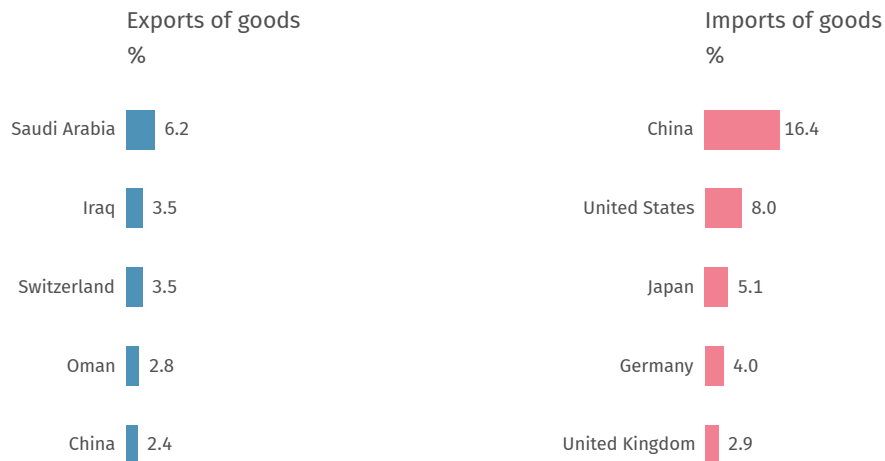 Exports of goods
%
Saudi Arabia 6.2
Iraq 3.5
Switzerland 3.5
Oman 2.8
China 2.4
Imports of goods
%
China 16.4
United States 8.0
Japan 5.1
Germany 4.0
United Kingdom 2.9